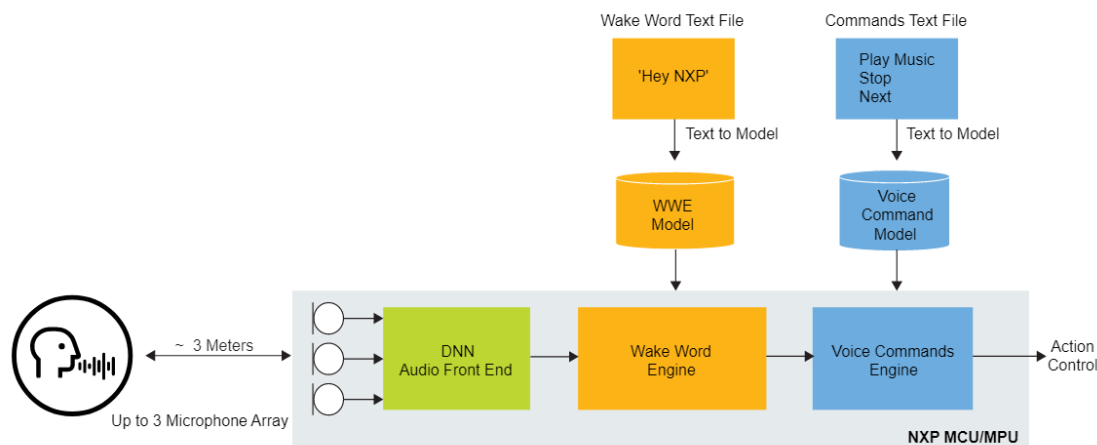 Wake Word Text File
Commands Text File
'Hey NXP'
Play Music
Stop
Next
Text to Model
Text to Model
WWE
Model
Voice
Command
Model
~ 3 Meters
DNN
Audio Front End
Wake Word
Engine
Voice Commands
Engine
Action
Control
Up to 3 Microphone Array
NXP MCU/MPU